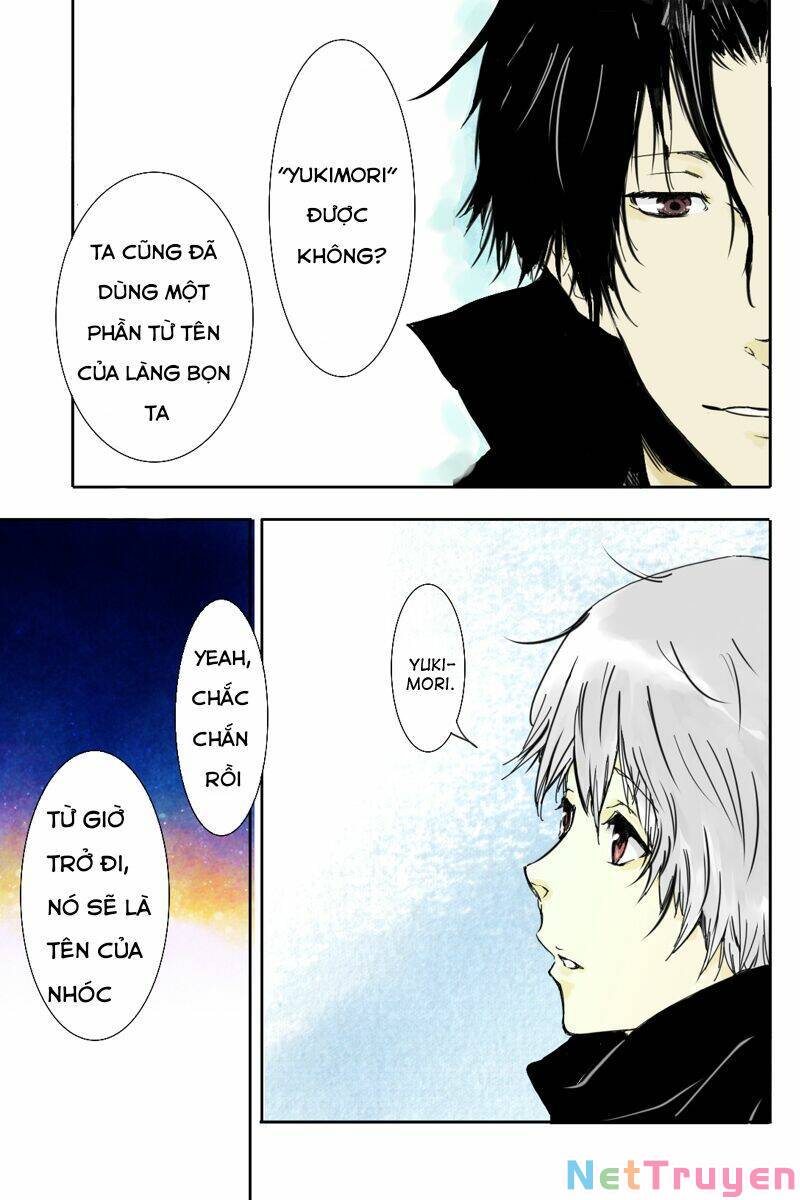 "YUKIMORI"
ĐƯỢC
KHÔNG?
TA CŨNG ĐÃ
DÙNG MỘT
PHẦN TỪ TÊN
CỦA LÀNG BỌN
TA
YUKI-
MORI.
YEAH,
CHẮC
CHẮN
RỒI
TỪ GIỜ
TRỞ ĐI,
NÓ SẼ LÀ
TÊN CỦA
NHÓC
NetTruyen